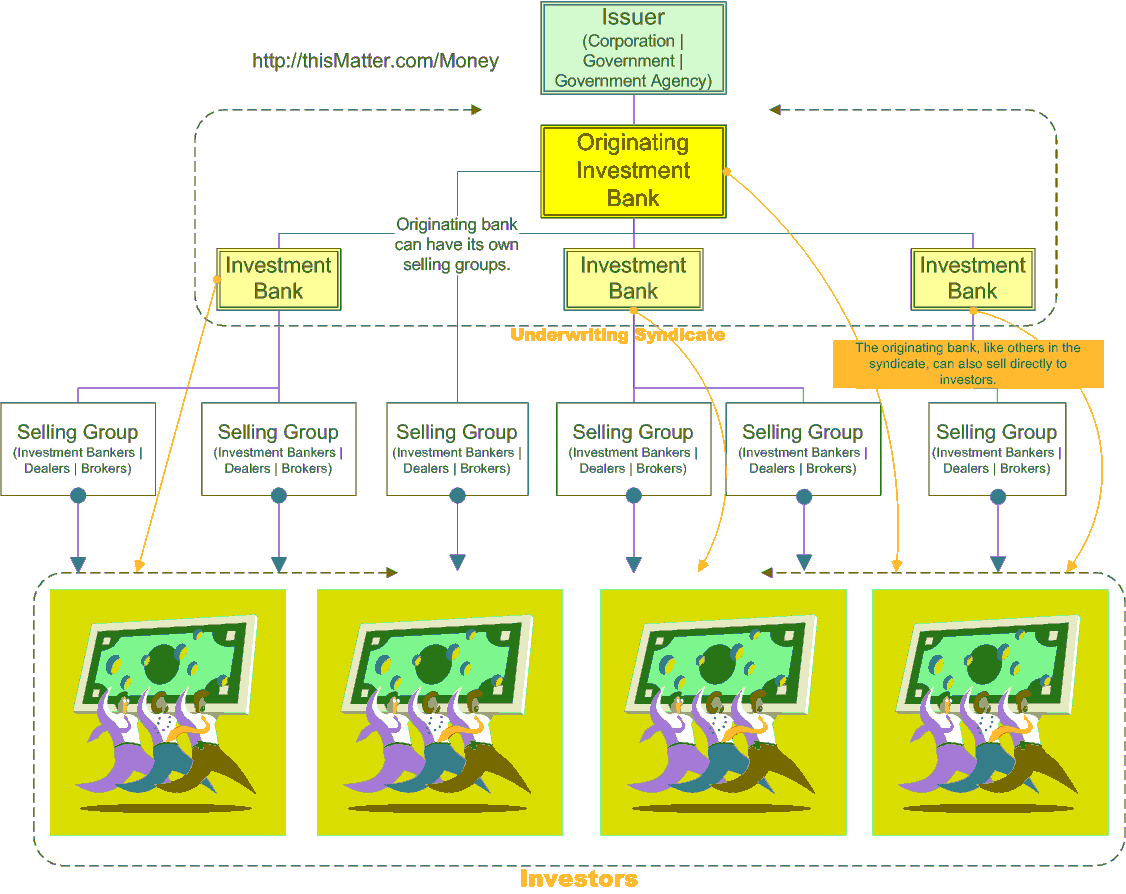 Issuer
(Corporation |
Government |
Government Agency)
http://thisMatter.com/Money
Originating
Investment
Bank
Originating bank
can have its own
selling groups.
Investment
Bank
Investment
Bank
Investment
Bank
Underwriting Syndicate
The originating bank, like others in the
syndicate, can also sell directly to
investors.
Selling Group
(Investment Bankers |
Dealers | Brokers)
Selling Group
(Investment Bankers |
Dealers | Brokers)
Selling Group
(Investment Bankers |
Dealers | Brokers)
Selling Group
(Investment Bankers |
Dealers | Brokers)
Selling Group
(Investment Bankers |
Dealers | Brokers)
Selling Group
(Investment Bankers |
Dealers | Brokers)
Investors